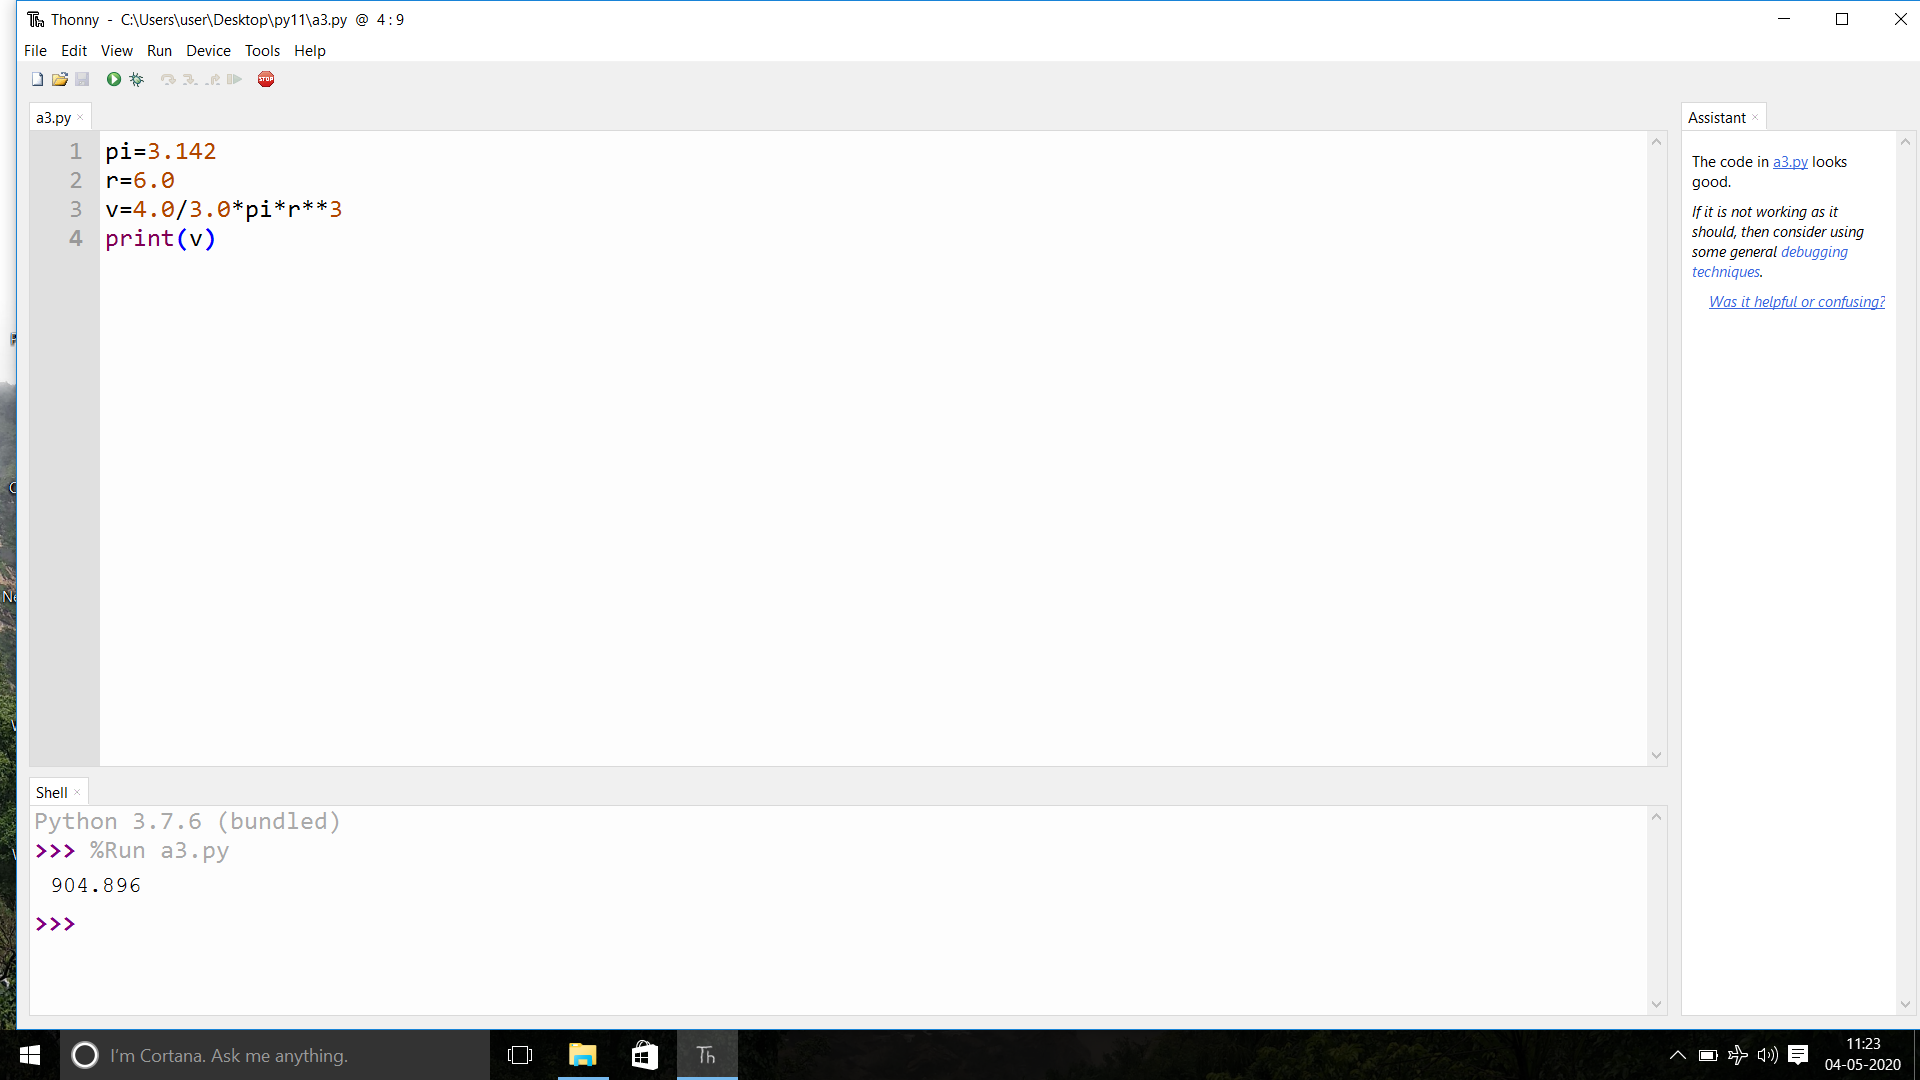 Thonny - C:\Users\user\Desktop\py11\a3.py @ 4:9
File Edit View Run Device Tools Help
STOP
a3.py
1 pi=3.142
2 r=6.0
3 v=4.0/3.0*pi*r**3
4 print(v)
Assistant
The code in a3.py looks
good.
If it is not working as it
should, then consider using
some general debugging
techniques.
Was it helpful or confusing?
Shell
Python 3.7.6 (bundled)
>>> %Run a3.py
904.896
>>>
I'm Cortana. Ask me anything.
Th
11:23
04-05-2020